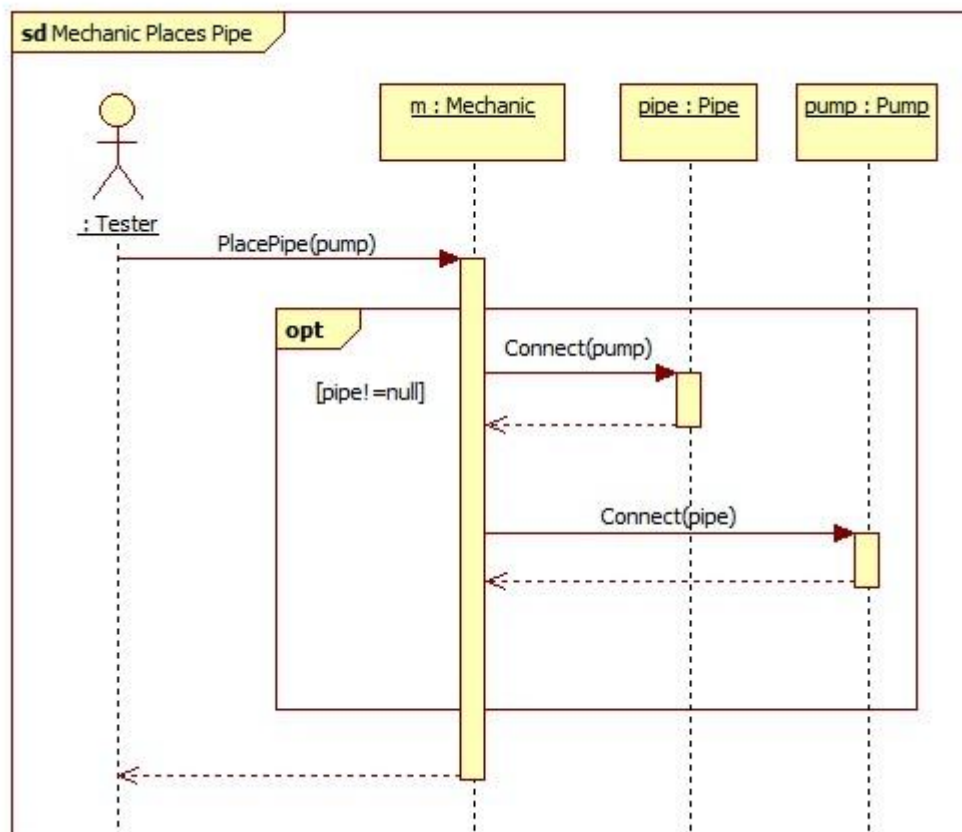 sd Mechanic Places Pipe
m : Mechanic
pipe : Pipe
pump : Pump
: Tester
PlacePipe(pump)
opt
Connect(pump)
[pipe!=null]
Connect(pipe)